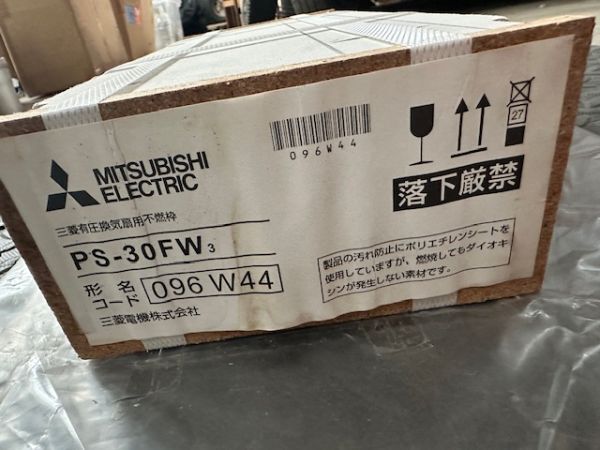 MITSUBISHI
ELECTRIC
096W44
27
落下厳禁
三菱有圧換気扇用不燃枠
PS-30FW₃
形名
コード
096W44
三菱電機株式会社
製品の汚れ防止にポリエチレンシートを
使用していますが、燃焼してもダイオキ
シンが発生しない素材です。